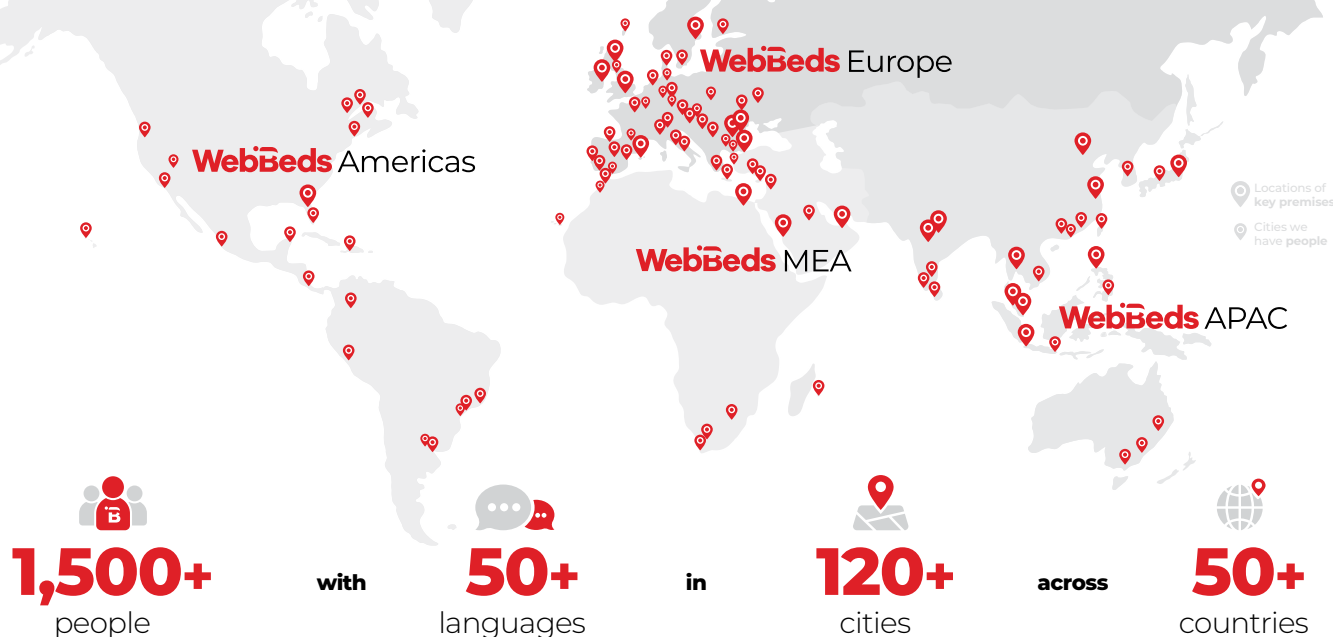 WebBeds Europe
WebBeds Americas
Locations of
key premises
Cities we
have people
WebBeds MEA
WebBeds APAC
B
1,500+
people
with
50+
languages
in
120+
cities
across
50+
countries